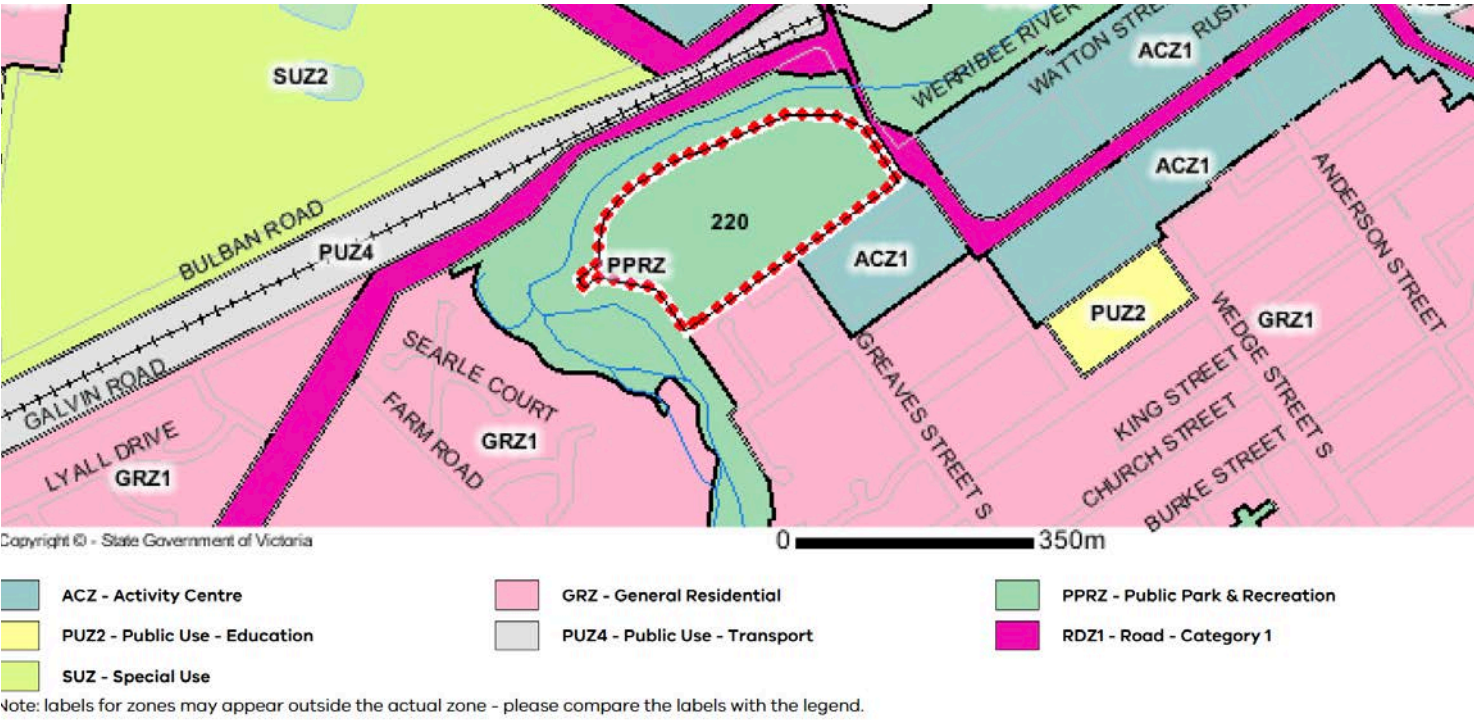 WERRIBEE RIVER
WATTON STRE
RUSH
ACZ1
SUZ2
ACZ1
ANDERSON STREET
220
BULBAN ROAD
PUZ4
PPRZ
ACZ1
PUZ2
WEDGE STREET S
GRZ1
SEARLE COURT
GREAVES STREET S
KING STREET
GALVIN ROAD
FARM ROAD
CHURCH STREET
LYALL DRIVE
GRZ1
GRZ1
BURKE STREET
Copyright © - State Government of Victoria
0 350m
ACZ - Activity Centre
GRZ - General Residential
PPRZ - Public Park & Recreation
PUZ2 - Public Use - Education
PUZ4 - Public Use - Transport
RDZ1 - Road - Category 1
SUZ - Special Use
Note: labels for zones may appear outside the actual zone - please compare the labels with the legend.